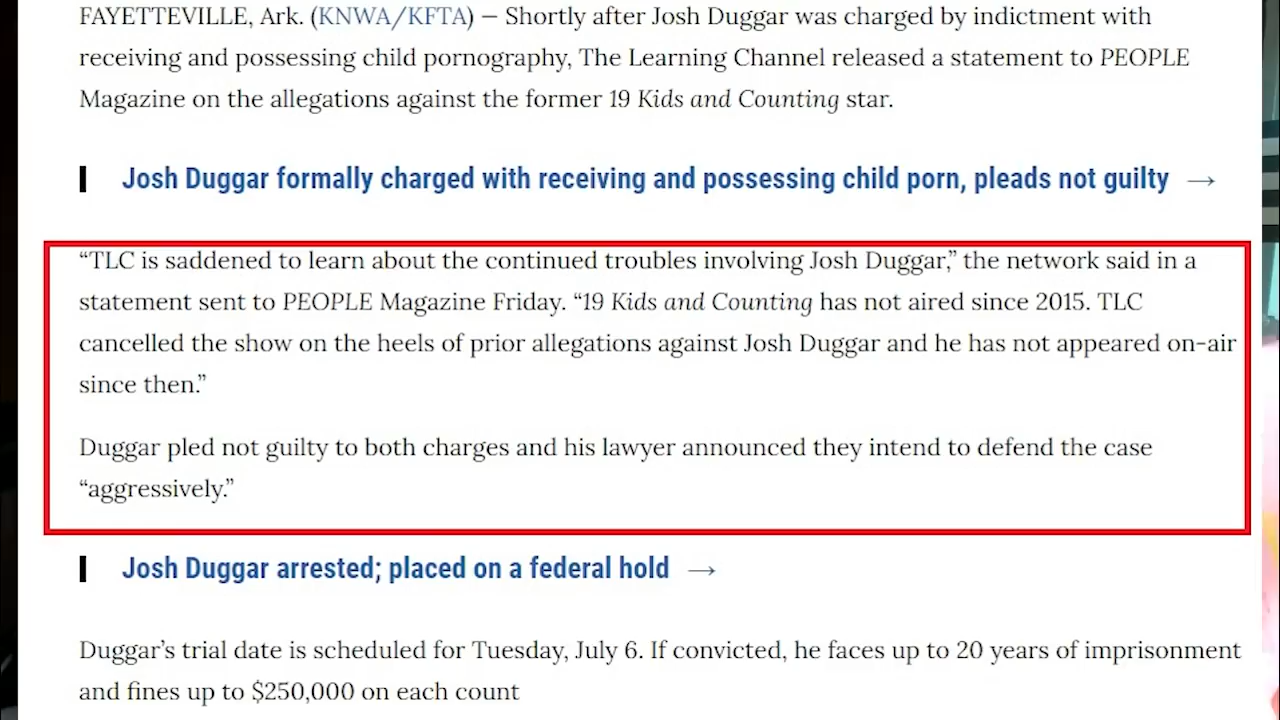 FAYETTEVILLE, Ark. (KNWA/KFTA) — Shortly after Josh Duggar was charged by indictment with
receiving and possessing child pornography, The Learning Channel released a statement to PEOPLE
Magazine on the allegations against the former 19 Kids and Counting star.
Josh Duggar formally charged with receiving and possessing child porn, pleads not guilty →
“TLC is saddened to learn about the continued troubles involving Josh Duggar,” the network said in a
statement sent to PEOPLE Magazine Friday. “19 Kids and Counting has not aired since 2015. TLC
cancelled the show on the heels of prior allegations against Josh Duggar and he has not appeared on-air
since then.”
Duggar pled not guilty to both charges and his lawyer announced they intend to defend the case
“aggressively.”
Josh Duggar arrested; placed on a federal hold →
Duggar’s trial date is scheduled for Tuesday, July 6. If convicted, he faces up to 20 years of imprisonment
and fines up to $250,000 on each count